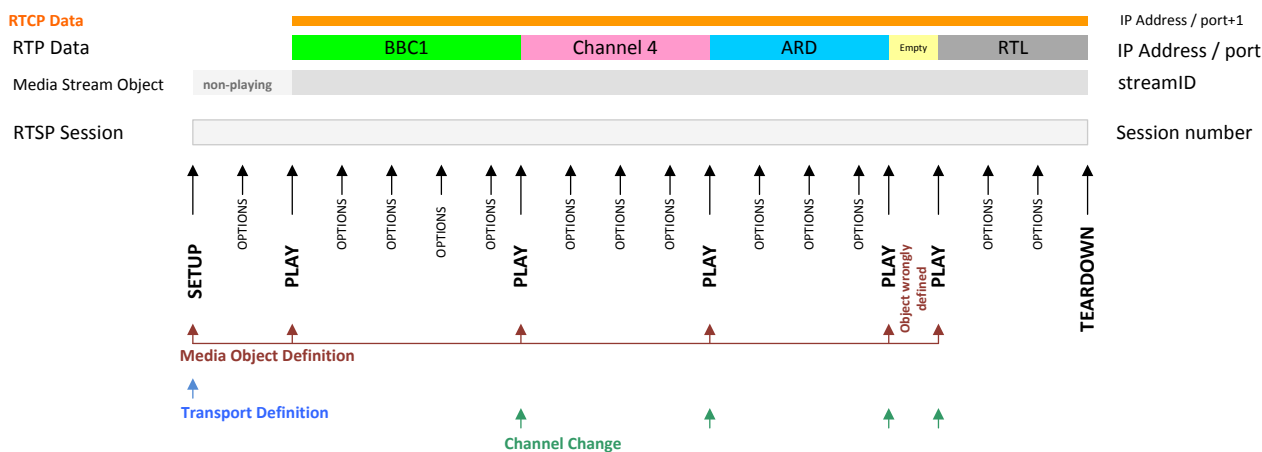 RTCP Data
IP Address / port+1
RTP Data
BBC1
Channel 4
ARD
Empty
RTL
IP Address / port
Media Stream Object
non-playing
streamID
RTSP Session
Session number
SETUP
OPTIONS
PLAY
OPTIONS
OPTIONS
OPTIONS
OPTIONS
PLAY
OPTIONS
OPTIONS
OPTIONS
PLAY
OPTIONS
OPTIONS
OPTIONS
PLAY
Object wrongly
defined
PLAY
OPTIONS
OPTIONS
TEARDOWN
Media Object Definition
Transport Definition
Channel Change